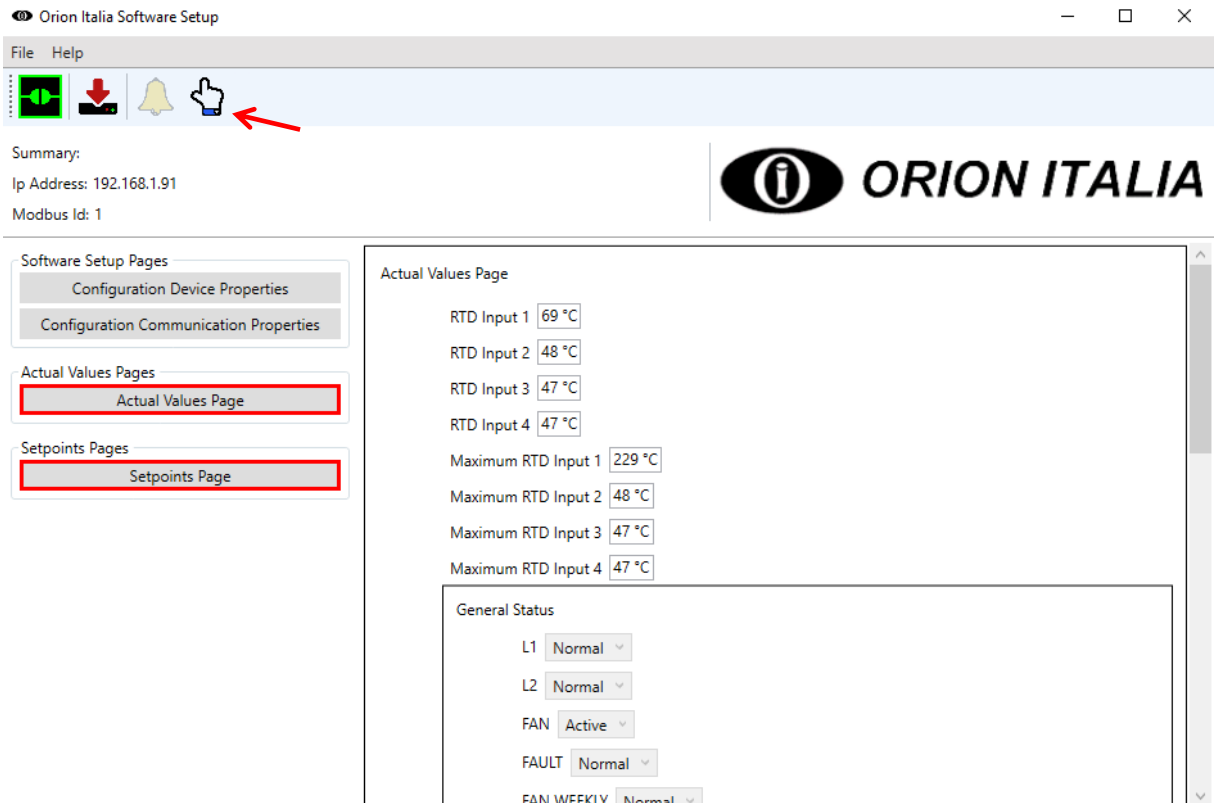 Orion Italia Software Setup
File Help
Summary:
Ip Address: 192.168.1.91
Modbus Id: 1
ORION ITALIA
Software Setup Pages
Configuration Device Properties
Configuration Communication Properties
Actual Values Pages
Actual Values Page
Setpoints Pages
Setpoints Page
Actual Values Page
RTD Input 1 69 °C
RTD Input 2 48 °C
RTD Input 3 47 °C
RTD Input 4 47 °C
Maximum RTD Input 1 229 °C
Maximum RTD Input 2 48 °C
Maximum RTD Input 3 47 °C
Maximum RTD Input 4 47 °C
General Status
L1 Normal
L2 Normal
FAN Active
FAULT Normal
FAN WEEKLY Normal